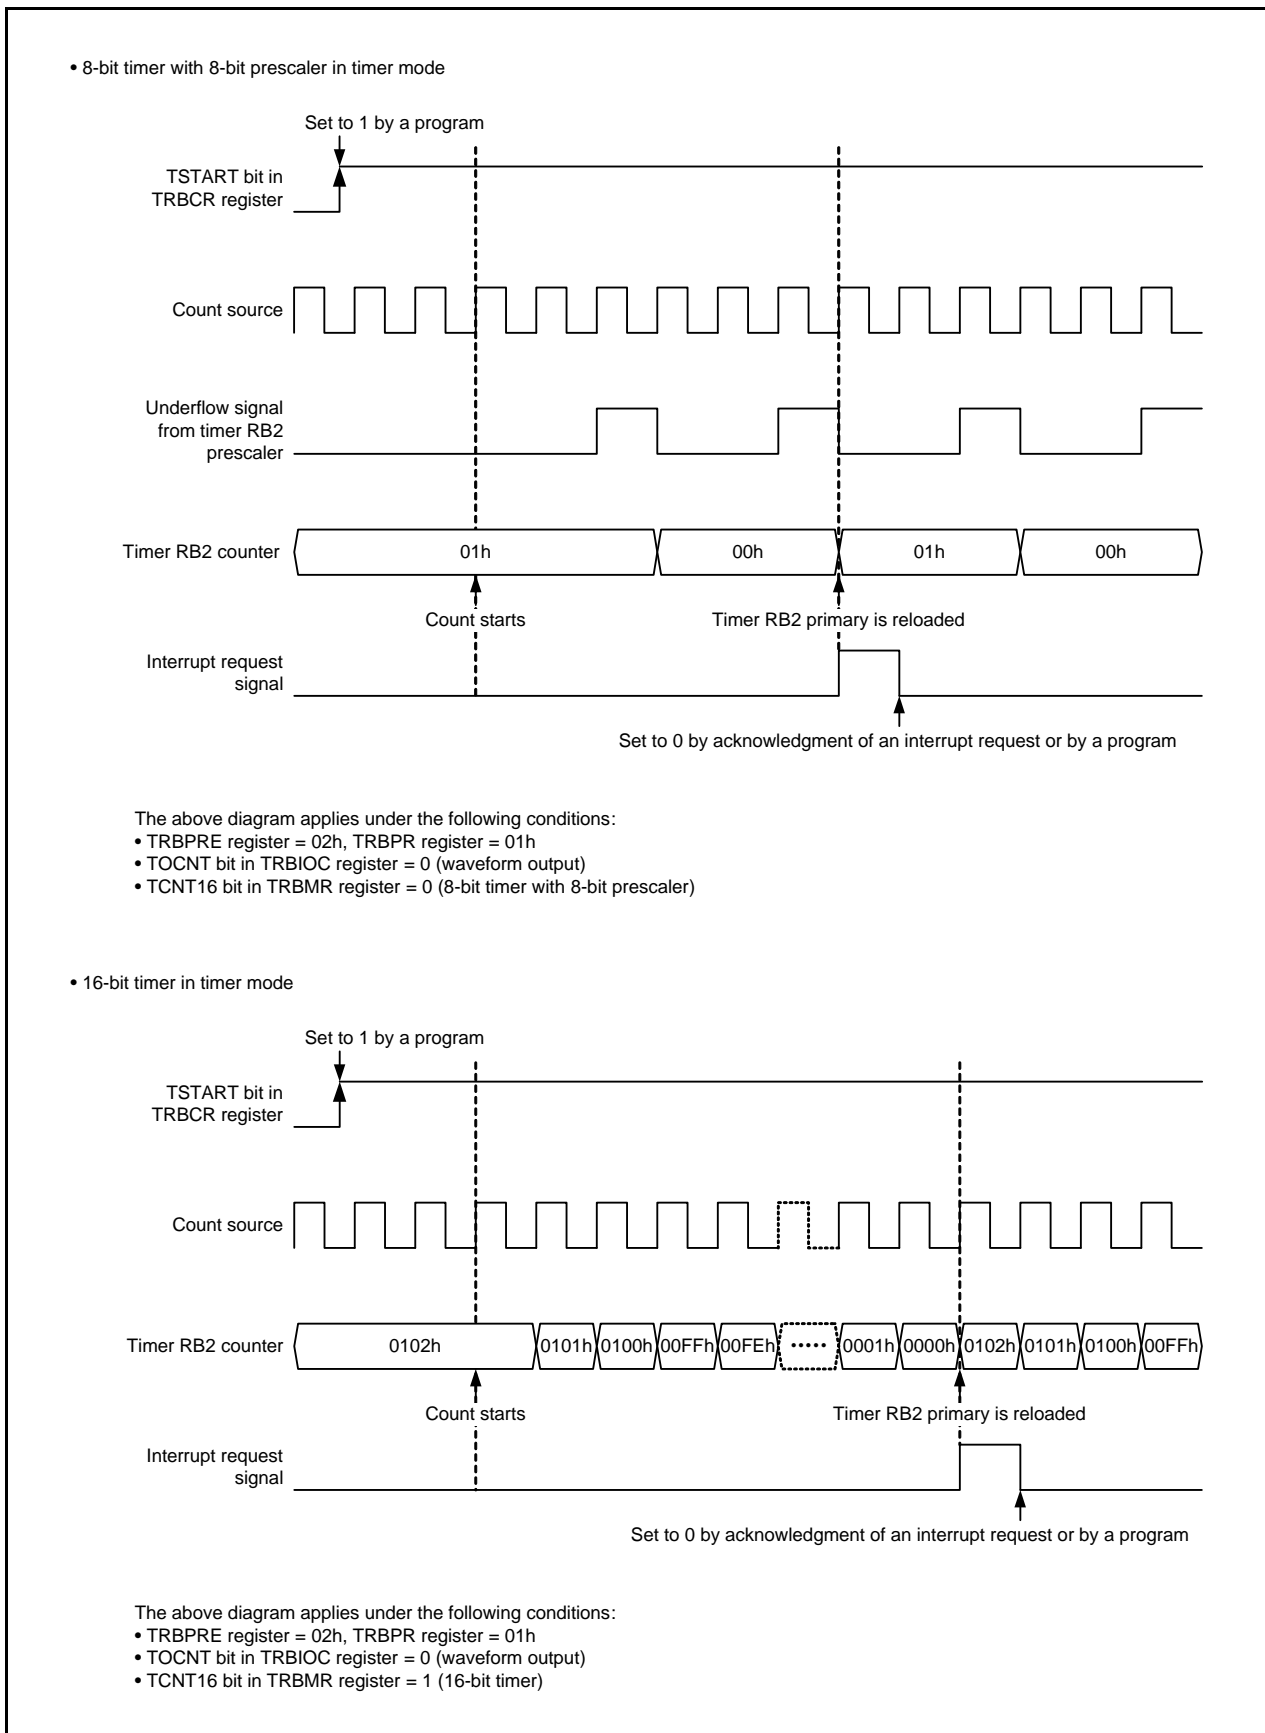 • 8-bit timer with 8-bit prescaler in timer mode
Set to 1 by a program
TSTART bit in
TRBCR register
Count source
Underflow signal
from timer RB2
prescaler
Timer RB2 counter
01h
00h
01h
00h
Count starts
Timer RB2 primary is reloaded
Interrupt request
signal
Set to 0 by acknowledgment of an interrupt request or by a program
The above diagram applies under the following conditions:
• TRBPRE register = 02h, TRBPR register = 01h
• TOCNT bit in TRBIOC register = 0 (waveform output)
• TCNT16 bit in TRBMR register = 0 (8-bit timer with 8-bit prescaler)
• 16-bit timer in timer mode
Set to 1 by a program
TSTART bit in
TRBCR register
Count source
Timer RB2 counter
0102h
0101h
0100h
00FFh
00FEh
•••••
0001h
0000h
0102h
0101h
0100h
00FFh
Count starts
Timer RB2 primary is reloaded
Interrupt request
signal
Set to 0 by acknowledgment of an interrupt request or by a program
The above diagram applies under the following conditions:
• TRBPRE register = 02h, TRBPR register = 01h
• TOCNT bit in TRBIOC register = 0 (waveform output)
• TCNT16 bit in TRBMR register = 1 (16-bit timer)